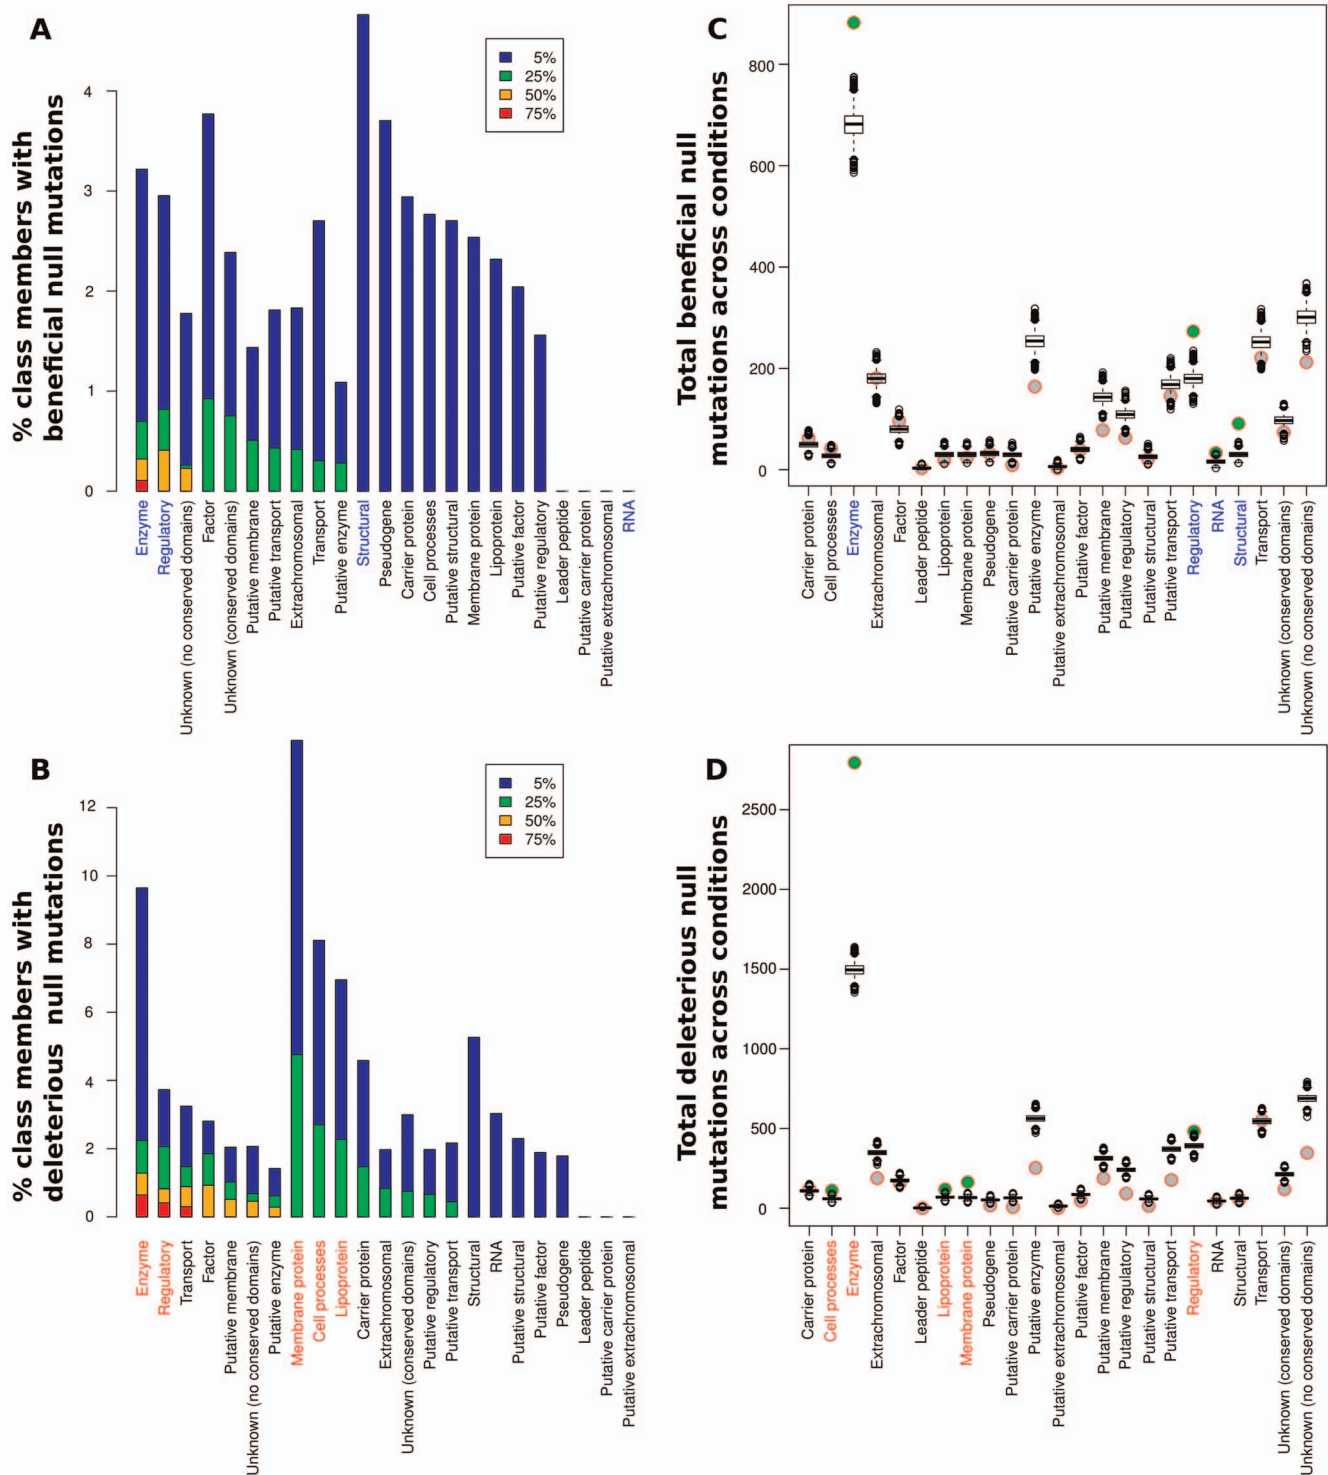 A
% class members with
beneficial null mutations
4
3
2
1
0
5%
25%
50%
75%
Enzyme
Regulatory
Unknown (no conserved domains)
Factor
Unknown (conserved domains)
Putative membrane
Putative transport
Extrachromosomal
Transport
Putative enzyme
Structural
Pseudogene
Carrier protein
Cell processes
Putative structural
Membrane protein
Lipoprotein
Putative factor
Putative regulatory
Leader peptide
Putative carrier protein
Putative extrachromosomal
RNA
C
Total beneficial null
mutations across conditions
800
600
400
200
0
Carrier protein
Cell processes
Enzyme
Extrachromosomal
Factor
Leader peptide
Lipoprotein
Membrane protein
Pseudogene
Putative carrier protein
Putative enzyme
Putative extrachromosomal
Putative factor
Putative membrane
Putative regulatory
Putative structural
Putative transport
Regulatory
RNA
Structural
Transport
Unknown (conserved domains)
Unknown (no conserved domains)
B
% class members with
deleterious null mutations
12
10
8
6
4
2
0
5%
25%
50%
75%
Enzyme
Regulatory
Transport
Factor
Putative membrane
Unknown (no conserved domains)
Putative enzyme
Membrane protein
Cell processes
Lipoprotein
Carrier protein
Extrachromosomal
Unknown (conserved domains)
Putative regulatory
Putative transport
Structural
RNA
Putative structural
Putative factor
Pseudogene
Leader peptide
Putative carrier protein
Putative extrachromosomal
D
Total deleterious null
mutations across conditions
2500
2000
1500
1000
500
0
Carrier protein
Cell processes
Enzyme
Extrachromosomal
Factor
Leader peptide
Lipoprotein
Membrane protein
Pseudogene
Putative carrier protein
Putative enzyme
Putative extrachromosomal
Putative factor
Putative membrane
Putative regulatory
Putative structural
Putative transport
Regulatory
RNA
Structural
Transport
Unknown (conserved domains)
Unknown (no conserved domains)